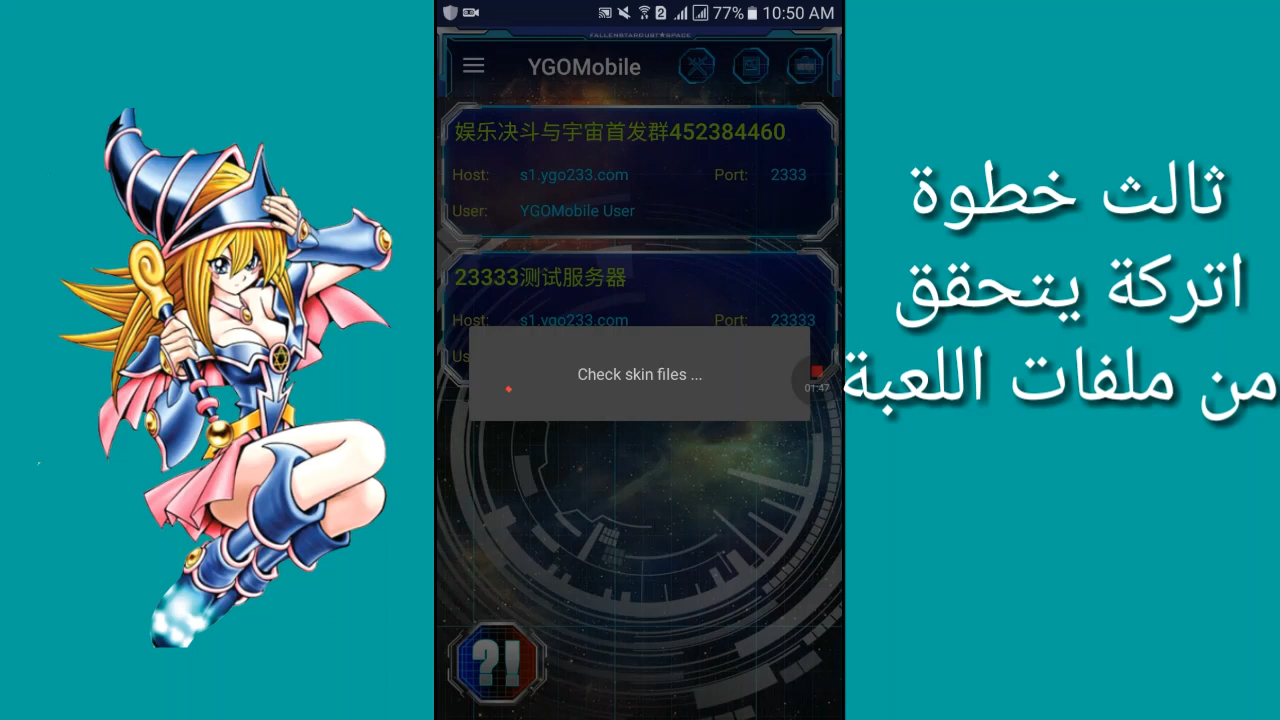 77% 10:50 AM
FALLENSTARDUST★SPACE
YGOMobile
娱乐决斗与宇宙首发群452384460
Host: s1.ygo233.com Port: 2333
User: YGOMobile User
23333测试服务器
Host: s1.ygo233.com Port: 23333
Us
Check skin files ...
01:47
?!
ثالث خطوة
اتركة يتحقق
من ملفات اللعبة